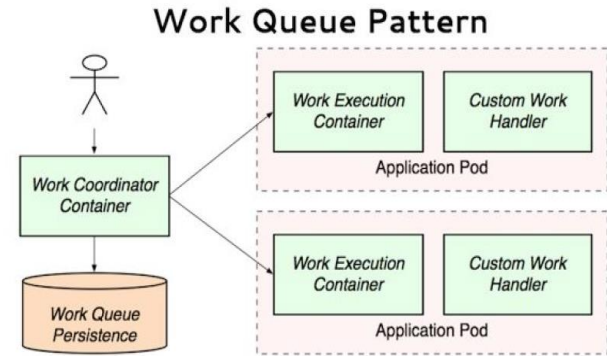 Work Queue Pattern
Work Execution
Container
Custom Work
Handler
Application Pod
Work Coordinator
Container
Work Execution
Container
Custom Work
Handler
Application Pod
Work Queue
Persistence